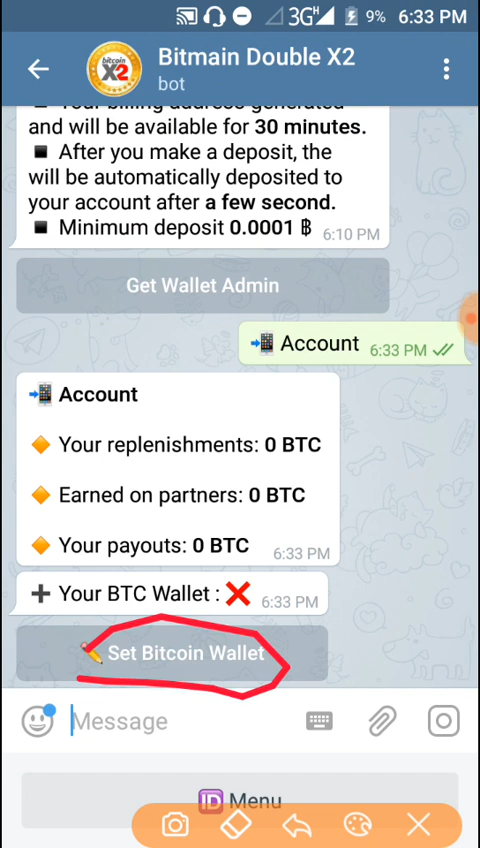 3G H 9% 6:33 PM
bitcoin
X2
Bitmain Double X2
bot
and will be available for 30 minutes.
◾ After you make a deposit, the
will be automatically deposited to
your account after a few second.
◾ Minimum deposit 0.0001 ฿ 6:10 PM
Get Wallet Admin
📲 Account 6:33 PM
📲 Account
🔸 Your replenishments: 0 BTC
🔸 Earned on partners: 0 BTC
🔸 Your payouts: 0 BTC 6:33 PM
➕ Your BTC Wallet : ❌ 6:33 PM
✏️ Set Bitcoin Wallet
Message
🆔 Menu